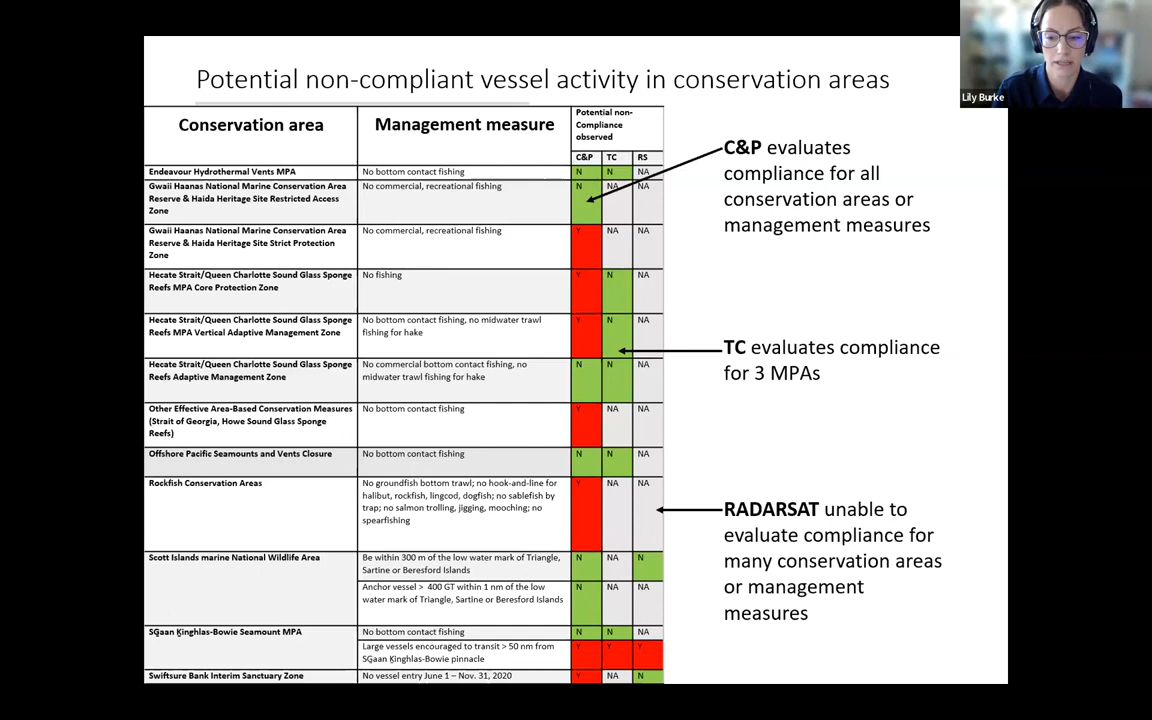 Potential non-compliant vessel activity in conservation areas
Lily Burke
Conservation area
Management measure
Potential non-
Compliance
observed
C&P
TC
RS
Endeavour Hydrothermal Vents MPA
No bottom contact fishing
N
N
NA
Gwaii Haanas National Marine Conservation Area
Reserve & Haida Heritage Site Restricted Access
Zone
No commercial, recreational fishing
N
NA
NA
Gwaii Haanas National Marine Conservation Area
Reserve & Haida Heritage Site Strict Protection
Zone
No commercial, recreational fishing
Y
NA
NA
Hecate Strait/Queen Charlotte Sound Glass Sponge
Reefs MPA Core Protection Zone
No fishing
Y
N
NA
Hecate Strait/Queen Charlotte Sound Glass Sponge
Reefs MPA Vertical Adaptive Management Zone
No bottom contact fishing, no midwater trawl
fishing for hake
Y
N
NA
Hecate Strait/Queen Charlotte Sound Glass Sponge
Reefs Adaptive Management Zone
No commercial bottom contact fishing, no
midwater trawl fishing for hake
N
N
NA
Other Effective Area-Based Conservation Measures
(Strait of Georgia, Howe Sound Glass Sponge
Reefs)
No bottom contact fishing
Y
NA
NA
Offshore Pacific Seamounts and Vents Closure
No bottom contact fishing
N
N
NA
Rockfish Conservation Areas
No groundfish bottom trawl; no hook-and-line for
halibut, rockfish, lingcod, dogfish; no sablefish by
trap; no salmon trolling, jigging, mooching; no
spearfishing
Y
NA
NA
Scott Islands marine National Wildlife Area
Be within 300 m of the low water mark of Triangle,
Sartine or Beresford Islands
N
NA
N
Anchor vessel > 400 GT within 1 nm of the low
water mark of Triangle, Sartine or Beresford Islands
N
NA
NA
SG̱aan Ḵinghlas-Bowie Seamount MPA
No bottom contact fishing
N
N
NA
Large vessels encouraged to transit > 50 nm from
SG̱aan Ḵinghlas-Bowie pinnacle
Y
Y
Y
Swiftsure Bank Interim Sanctuary Zone
No vessel entry June 1 – Nov. 31, 2020
Y
NA
N
C&P evaluates
compliance for all
conservation areas or
management measures
TC evaluates compliance
for 3 MPAs
RADARSAT unable to
evaluate compliance for
many conservation areas
or management
measures